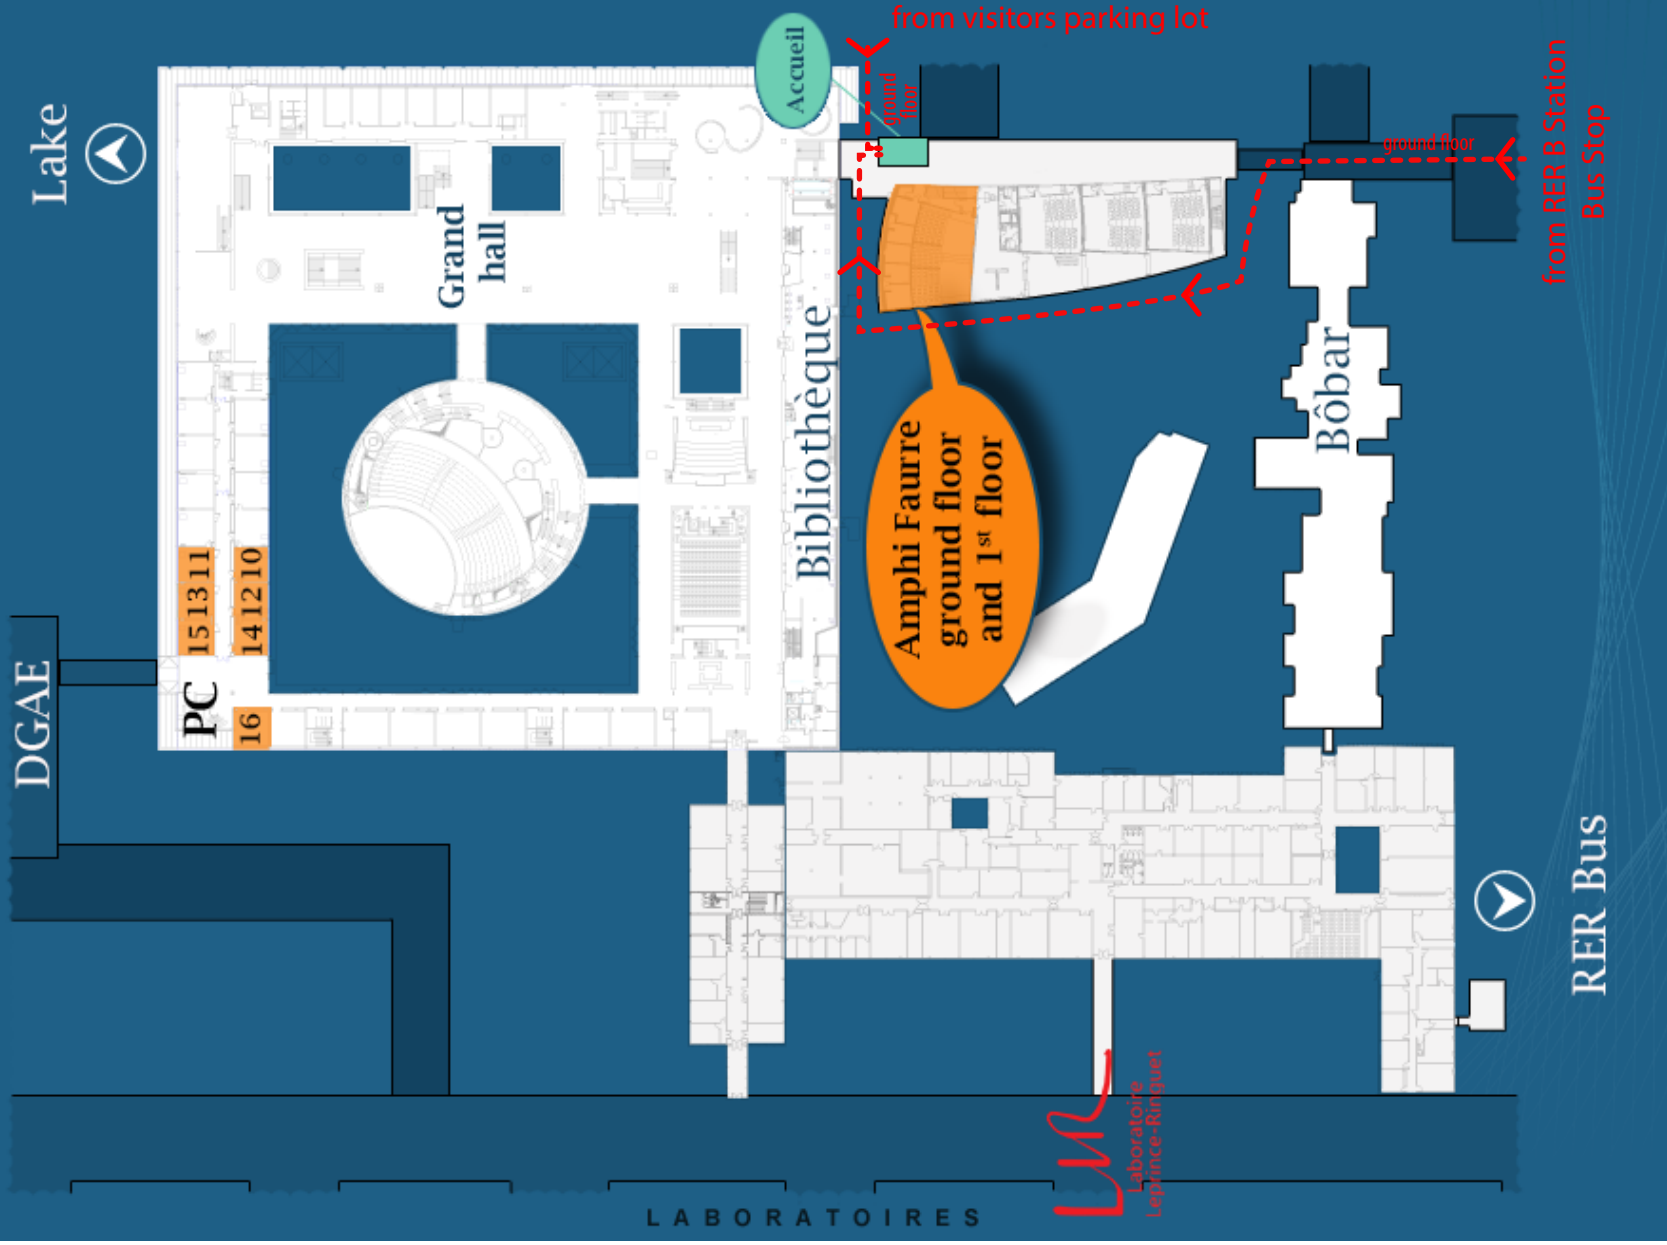 from visitors parking lot
Accueil
ground
floor
Lake
ground floor
from RER B Station
Bus Stop
Grand
hall
Bibliothèque
Bôbar
Amphi Faurre
ground floor
and 1st floor
15 13 11
14 12 10
PC
16
DGAE
RER Bus
Laboratoire
Leprince-Ringuet
LABORATOIRES